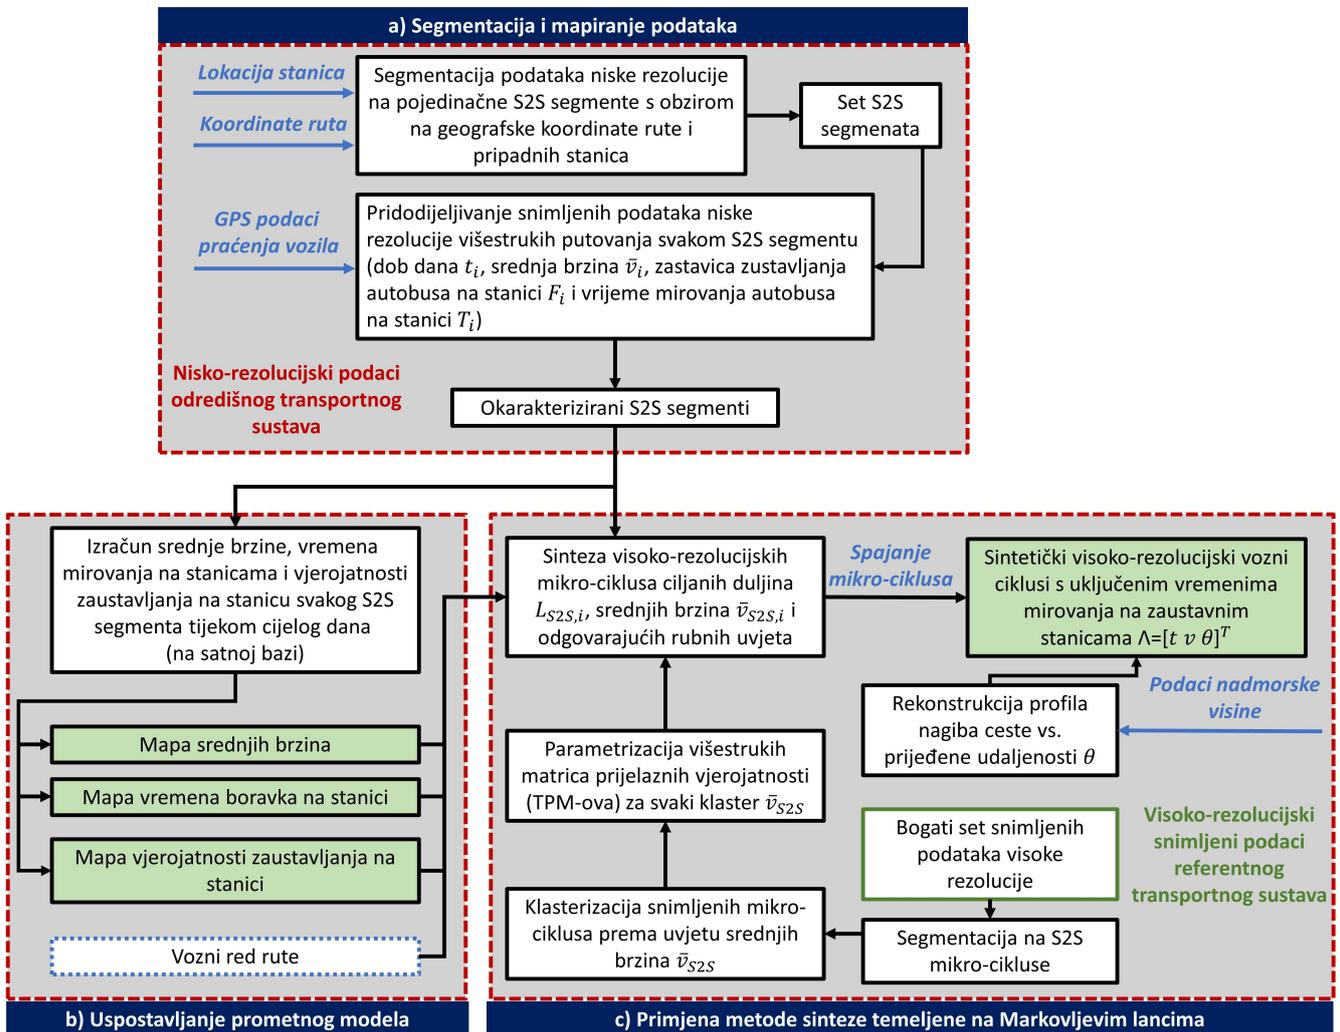 a) Segmentacija i mapiranje podataka
Lokacija stanica
Koordinate ruta
Segmentacija podataka niske rezolucije
na pojedinačne S2S segmente s obzirom
na geografske koordinate rute i
pripadnih stanica
Set S2S
segmenata
GPS podaci
praćenja vozila
Pridodijeljivanje snimljenih podataka niske
rezolucije višestrukih putovanja svakom S2S segmentu
(dob dana tᵢ, srednja brzina v̄ᵢ, zastavica zustavljanja
autobusa na stanici Fᵢ i vrijeme mirovanja autobusa
na stanici Tᵢ)
Nisko-rezolucijski podaci
odredišnog transportnog
sustava
Okarakterizirani S2S segmenti
Izračun srednje brzine, vremena
mirovanja na stanicama i vjerojatnosti
zaustavljanja na stanicu svakog S2S
segmenta tijekom cijelog dana
(na satnoj bazi)
Mapa srednjih brzina
Mapa vremena boravka na stanici
Mapa vjerojatnosti zaustavljanja na
stanici
Vozni red rute
b) Uspostavljanje prometnog modela
Sinteza visoko-rezolucijskih
mikro-ciklusa ciljanih duljina
L_{S2S,i}, srednjih brzina v̄_{S2S,i} i
odgovarajućih rubnih uvjeta
Spajanje
mikro-ciklusa
Sintetički visoko-rezolucijski vozni
ciklusi s uključenim vremenima
mirovanja na zaustavnim
stanicama Λ=[t v θ]^T
Rekonstrukcija profila
nagiba ceste vs.
prijeđene udaljenosti θ
Podaci nadmorske
visine
Parametrizacija višestrukih
matrica prijelaznih vjerojatnosti
(TPM-ova) za svaki klaster v̄_{S2S}
Bogati set snimljenih
podataka visoke
rezolucije
Visoko-rezolucijski
snimljeni podaci
referentnog
transportnog sustava
Klasterizacija snimljenih mikro-
ciklusa prema uvjetu srednjih
brzina v̄_{S2S}
Segmentacija na S2S
mikro-cikluse
c) Primjena metode sinteze temeljene na Markovljevim lancima